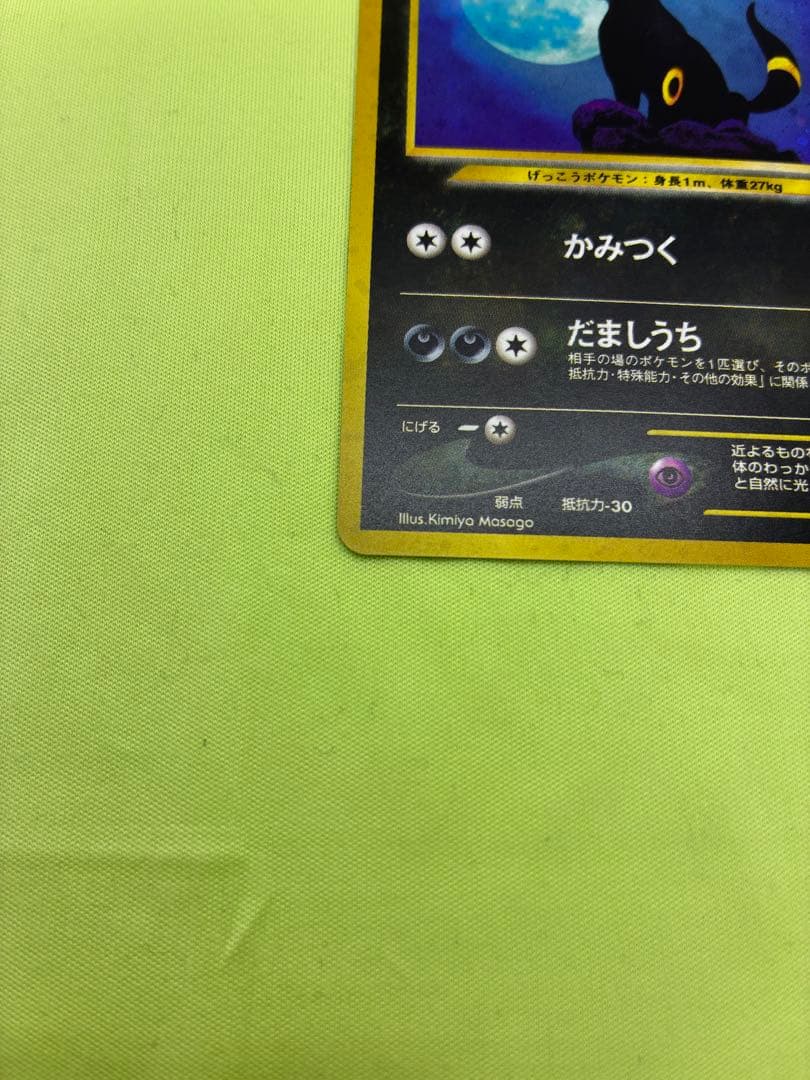 げっこうポケモン：身長1m、体重27kg
かみつく
だましうち
相手の場のポケモンを1匹選び、そのポ
抵抗力・特殊能力・その他の効果」に関係
にげる
近よるものを
体のわっか
と自然に光
弱点
抵抗力-30
Illus.Kimiya Masago